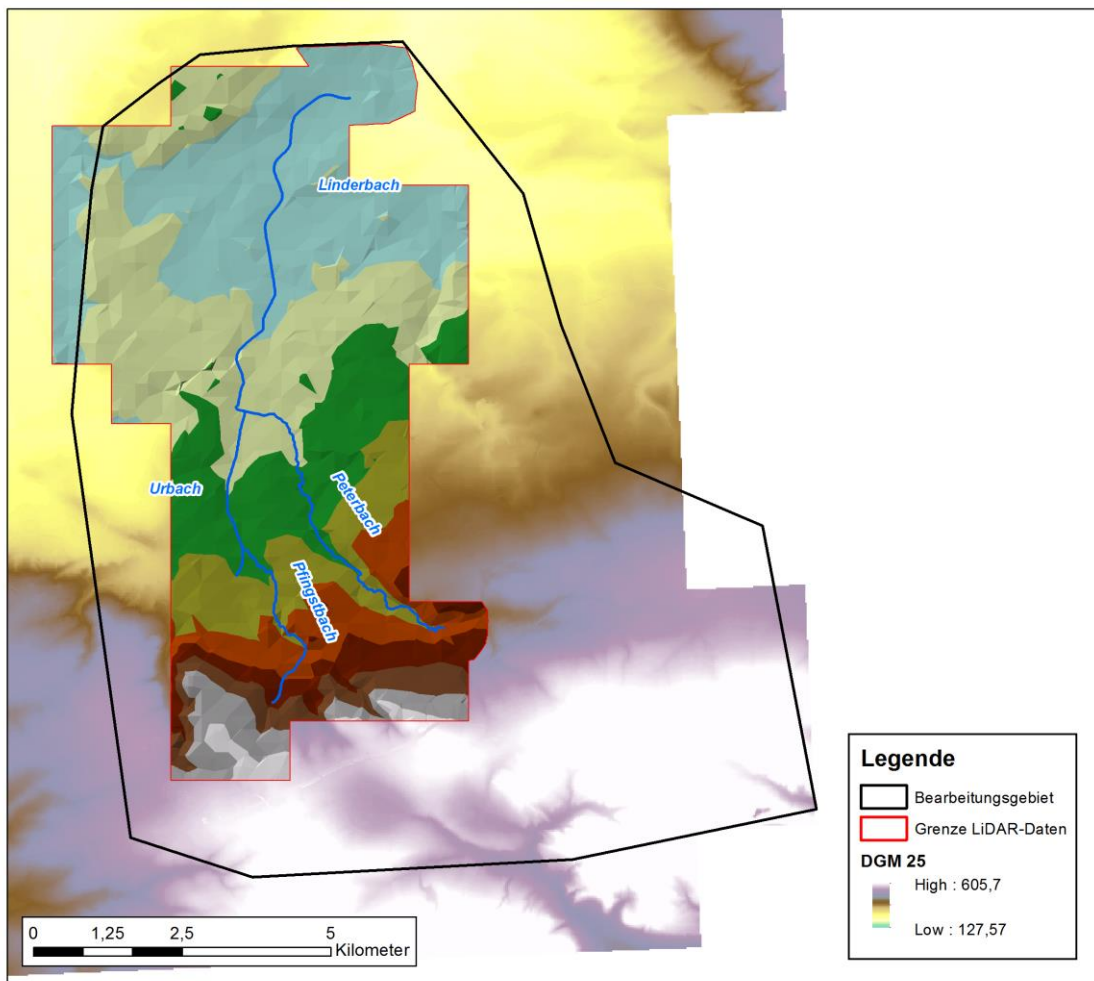 Linderbach
Urbach
Peterbach
Pfingstbach
Legende
Bearbeitungsgebiet
Grenze LiDAR-Daten
DGM 25
High : 605,7
Low : 127,57
0 1,25 2,5 5
Kilometer